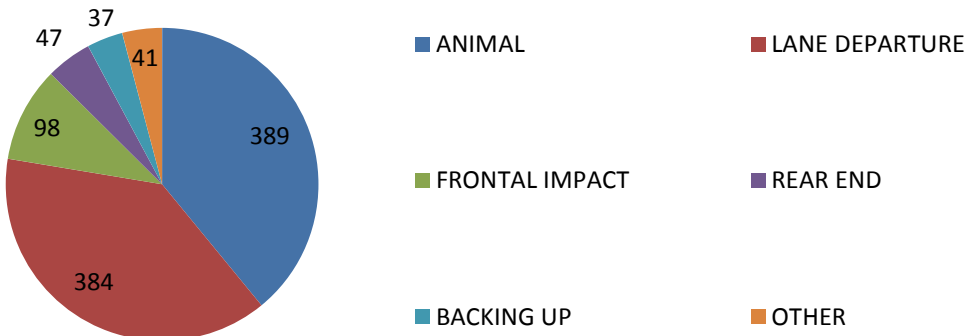 37
47
41
ANIMAL
LANE DEPARTURE
98
389
FRONTAL IMPACT
REAR END
384
BACKING UP
OTHER